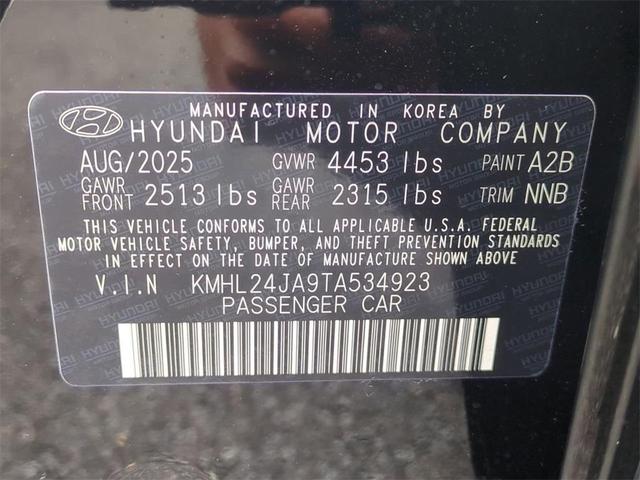 MANUFACTURED IN KOREA BY
HYUNDAI MOTOR COMPANY
AUG/2025 GVWR 4453 lbs PAINT A2B
GAWR FRONT 2513 lbs GAWR REAR 2315 lbs TRIM NNB
THIS VEHICLE CONFORMS TO ALL APPLICABLE U.S.A. FEDERAL
MOTOR VEHICLE SAFETY, BUMPER, AND THEFT PREVENTION STANDARDS
IN EFFECT ON THE DATE OF MANUFACTURE SHOWN ABOVE
V.I.N KMHL24JA9TA534923
PASSENGER CAR